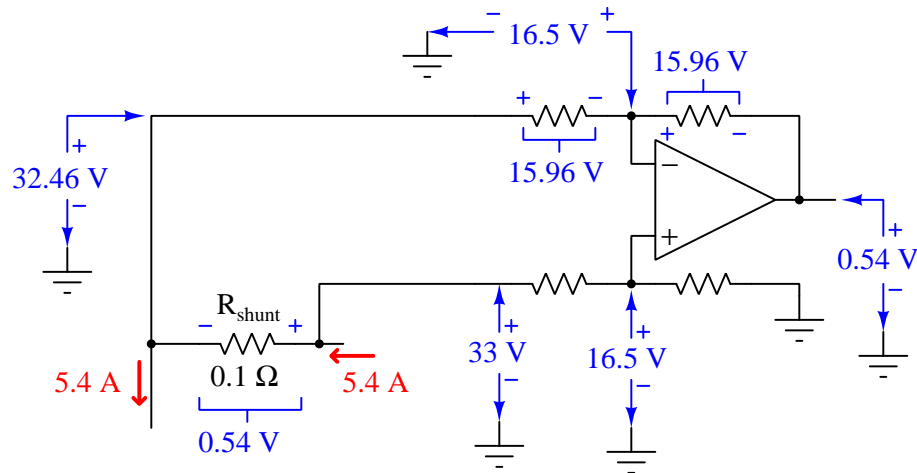 − 16.5 V +
15.96 V
+ −
+ −
15.96 V
+
32.46 V
−
−
+
+
0.54 V
−
R_shunt
− +
0.1 Ω
5.4 A
5.4 A
0.54 V
+
33 V
−
+
16.5 V
−